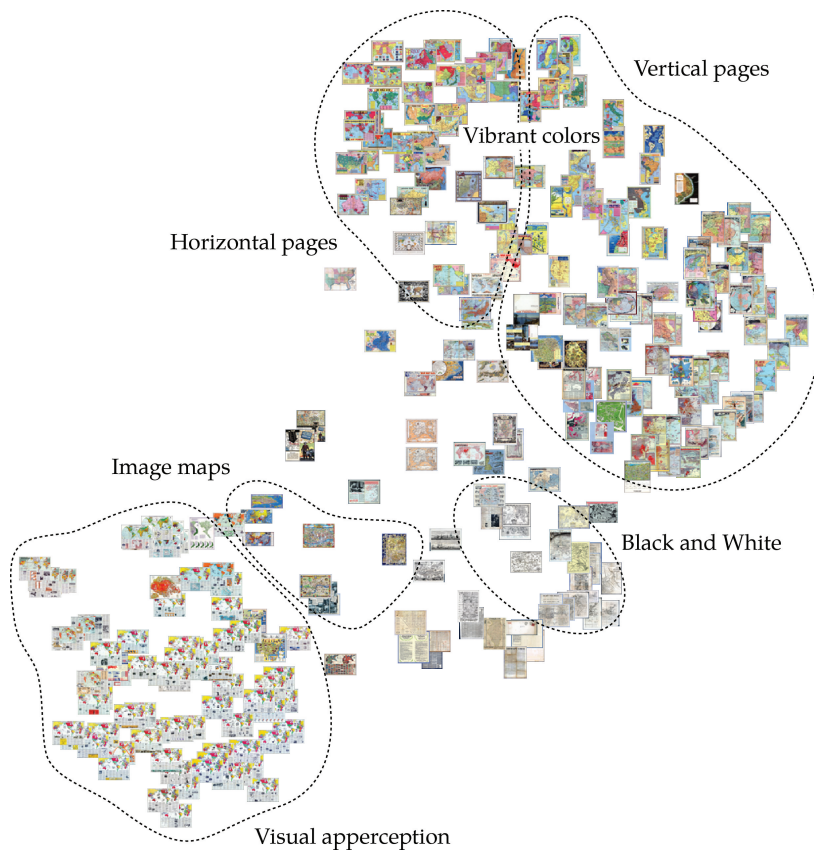 Vertical pages
Vibrant colors
Horizontal pages
Image maps
Black and White
Visual apperception